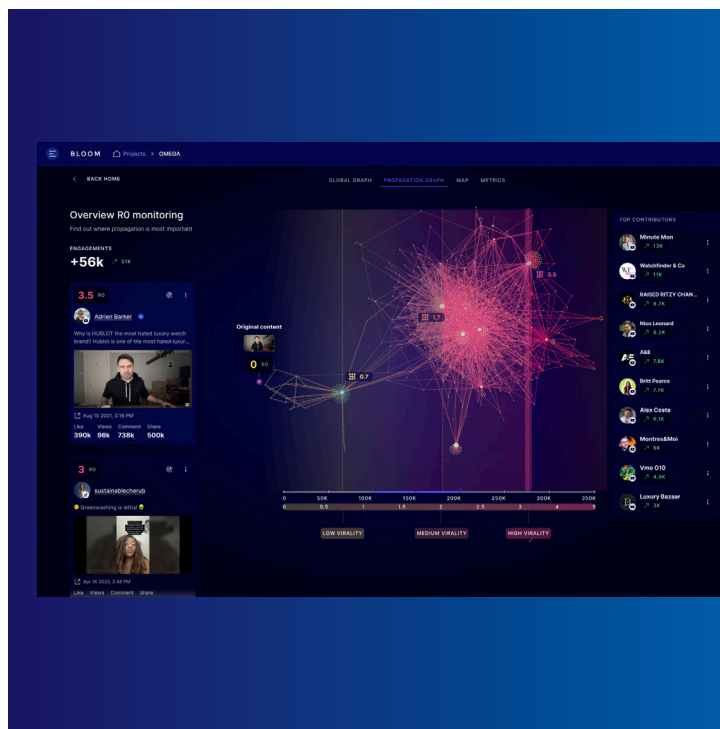 BLOOM
Projects > OMEGA
< BACK HOME
GLOBAL GRAPH
PROPAGATION GRAPH
MAP
METRICS
Overview R0 monitoring
Find out where propagation is most important
ENGAGEMENTS
+56k ↗ 51K
3.5 R0
Adrien Barker
Why is HUBLOT the most hated luxury watch
brand? Hublot is one of the most hated luxur...
Aug 15 2021, 3:18 PM
Like Views Comment Share
390k 96k 738k 500k
3 R0
sustainablecherub
Greenwashing is lethal
Apr 16 2023, 2:45 PM
Like Views Comment Share
Original content
0 R0
0.7
1.7
3.5
0 50K 100K 150K 200K 250K 300K 350K
0 0.5 1 1.5 2 2.5 3 4 5
LOW VIRALITY
MEDIUM VIRALITY
HIGH VIRALITY
TOP CONTRIBUTORS
Minute Mon
↗ 13K
Watchfinder & Co
↗ 11K
RAISED RITZY CHAN...
↗ 9.7K
Nico Leonard
↗ 8.2K
A&E
↗ 7.8K
Britt Pearce
↗ 7.7K
Alex Costa
↗ 6.1K
Montres&Moi
↗ 5K
Vmo O10
↗ 4.9K
Luxury Bazaar
↗ 3K